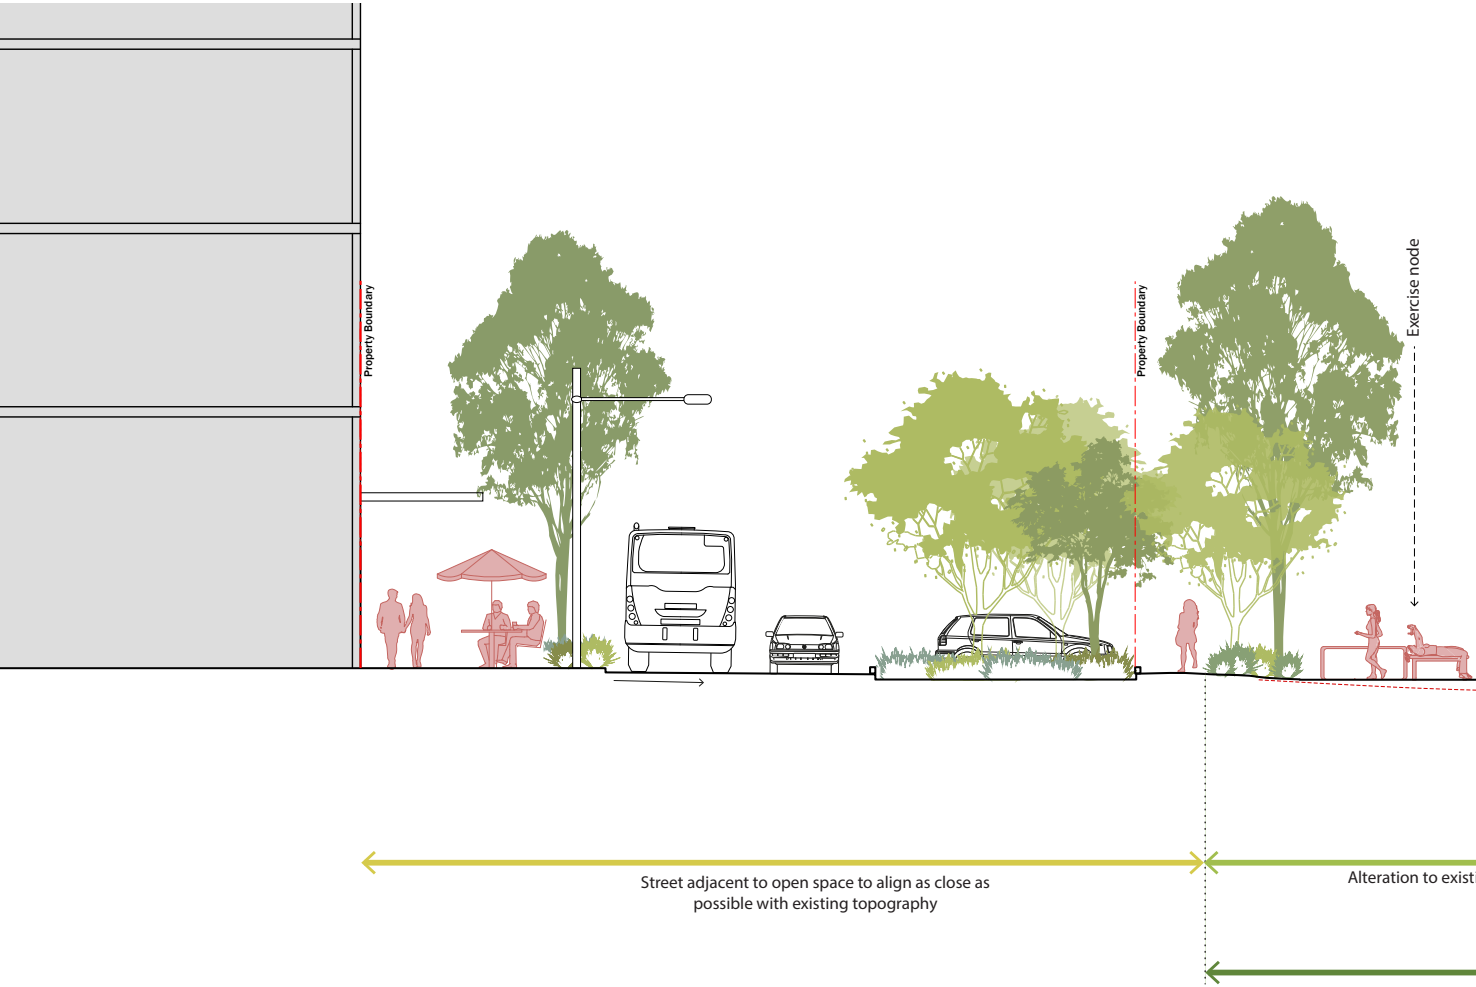 Property Boundary
Property Boundary
Exercise node
Street adjacent to open space to align as close as
possible with existing topography
Alteration to existi